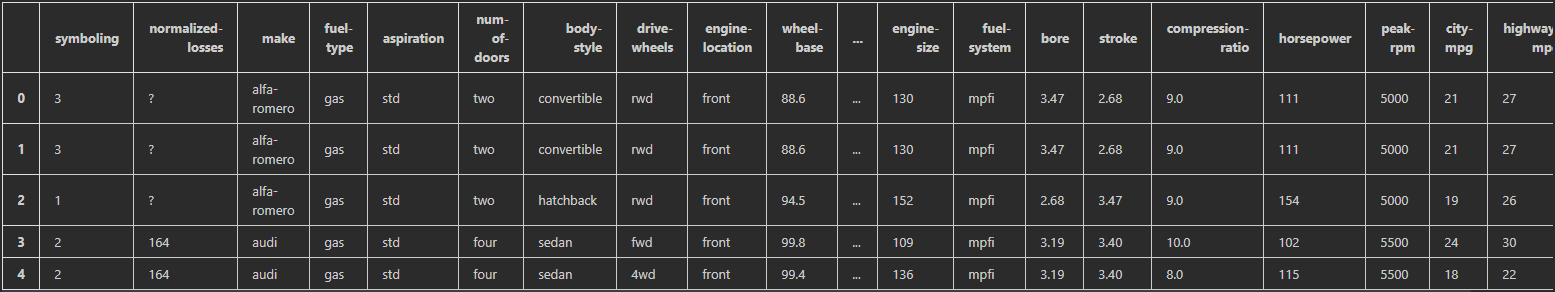 symboling normalized-losses make fuel-type aspiration num-of-doors body-style drive-wheels engine-location wheel-base ... engine-size fuel-system bore stroke compression-ratio horsepower peak-rpm city-mpg highway-mp
0 3 ? alfa-romero gas std two convertible rwd front 88.6 ... 130 mpfi 3.47 2.68 9.0 111 5000 21 27
1 3 ? alfa-romero gas std two convertible rwd front 88.6 ... 130 mpfi 3.47 2.68 9.0 111 5000 21 27
2 1 ? alfa-romero gas std two hatchback rwd front 94.5 ... 152 mpfi 2.68 3.47 9.0 154 5000 19 26
3 2 164 audi gas std four sedan fwd front 99.8 ... 109 mpfi 3.19 3.40 10.0 102 5500 24 30
4 2 164 audi gas std four sedan 4wd front 99.4 ... 136 mpfi 3.19 3.40 8.0 115 5500 18 22